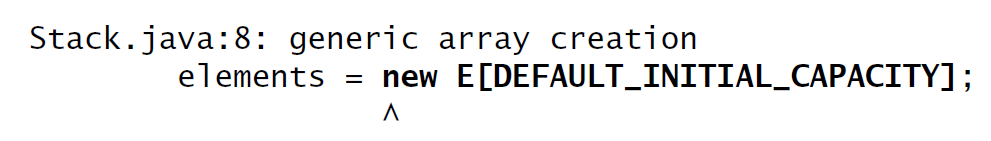 Stack.java:8: generic array creation
        elements = new E[DEFAULT_INITIAL_CAPACITY];
                   ^